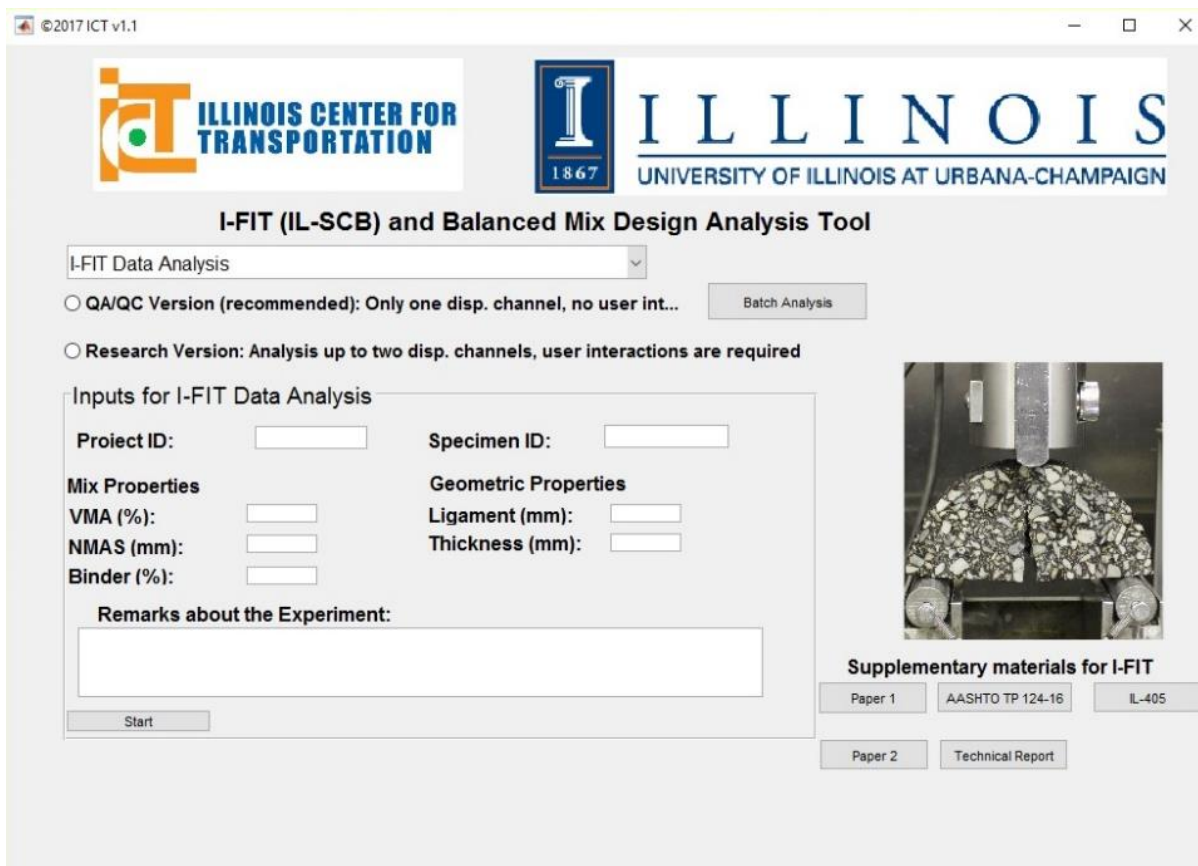 ©2017 ICT v1.1
ICT
ILLINOIS CENTER FOR
TRANSPORTATION
I
1867
ILLINOIS
UNIVERSITY OF ILLINOIS AT URBANA-CHAMPAIGN
I-FIT (IL-SCB) and Balanced Mix Design Analysis Tool
I-FIT Data Analysis
QA/QC Version (recommended): Only one disp. channel, no user int...
Batch Analysis
Research Version: Analysis up to two disp. channels, user interactions are required
Inputs for I-FIT Data Analysis
Project ID:
Specimen ID:
Mix Properties
Geometric Properties
VMA (%):
Ligament (mm):
NMAS (mm):
Thickness (mm):
Binder (%):
Remarks about the Experiment:
Start
Supplementary materials for I-FIT
Paper 1
AASHTO TP 124-16
IL-405
Paper 2
Technical Report